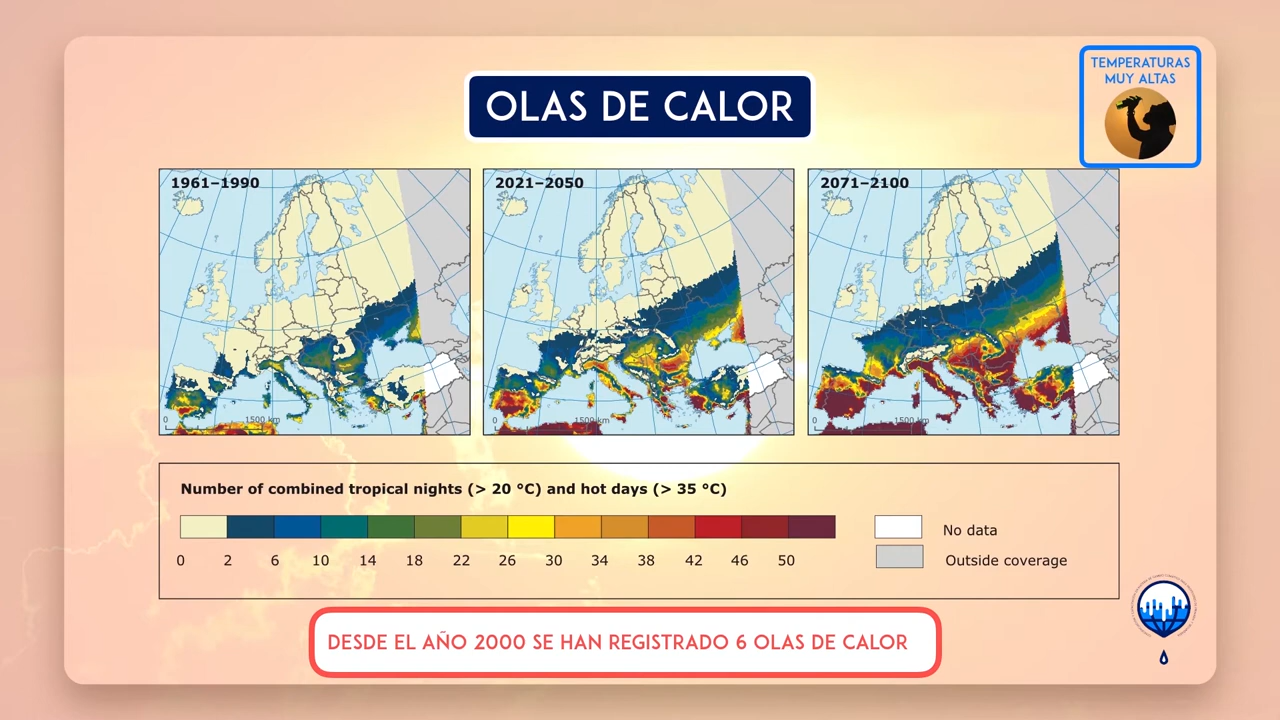 OLAS DE CALOR
TEMPERATURAS
MUY ALTAS
1961–1990
2021–2050
2071–2100
0 1500 km
0 1500 km
0 1500 km
Number of combined tropical nights (> 20 °C) and hot days (> 35 °C)
0 2 6 10 14 18 22 26 30 34 38 42 46 50
No data
Outside coverage
DESDE EL AÑO 2000 SE HAN REGISTRADO 6 OLAS DE CALOR